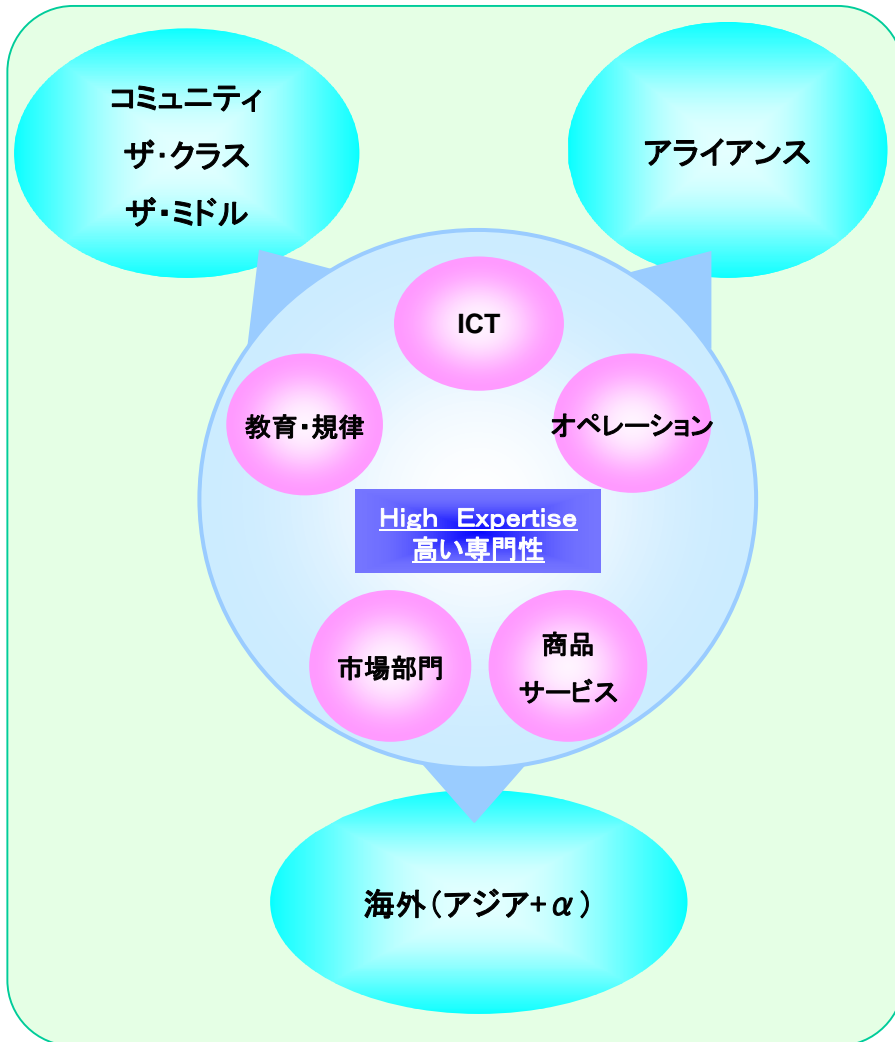 コミュニティ
ザ・クラス
ザ・ミドル
アライアンス
ICT
教育・規律
オペレーション
High Expertise
高い専門性
市場部門
商品
サービス
海外（アジア+α）